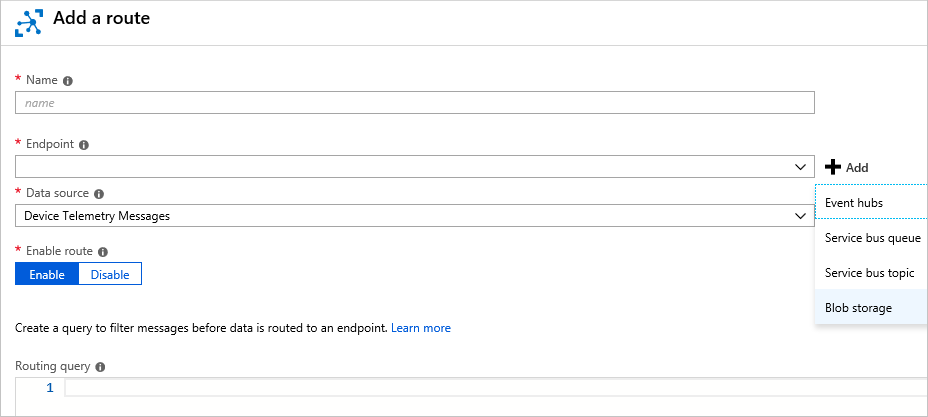 Add a route
* Name
name
* Endpoint
Add
* Data source
Event hubs
Device Telemetry Messages
Service bus queue
* Enable route
Enable Disable
Service bus topic
Blob storage
Create a query to filter messages before data is routed to an endpoint. Learn more
Routing query
1